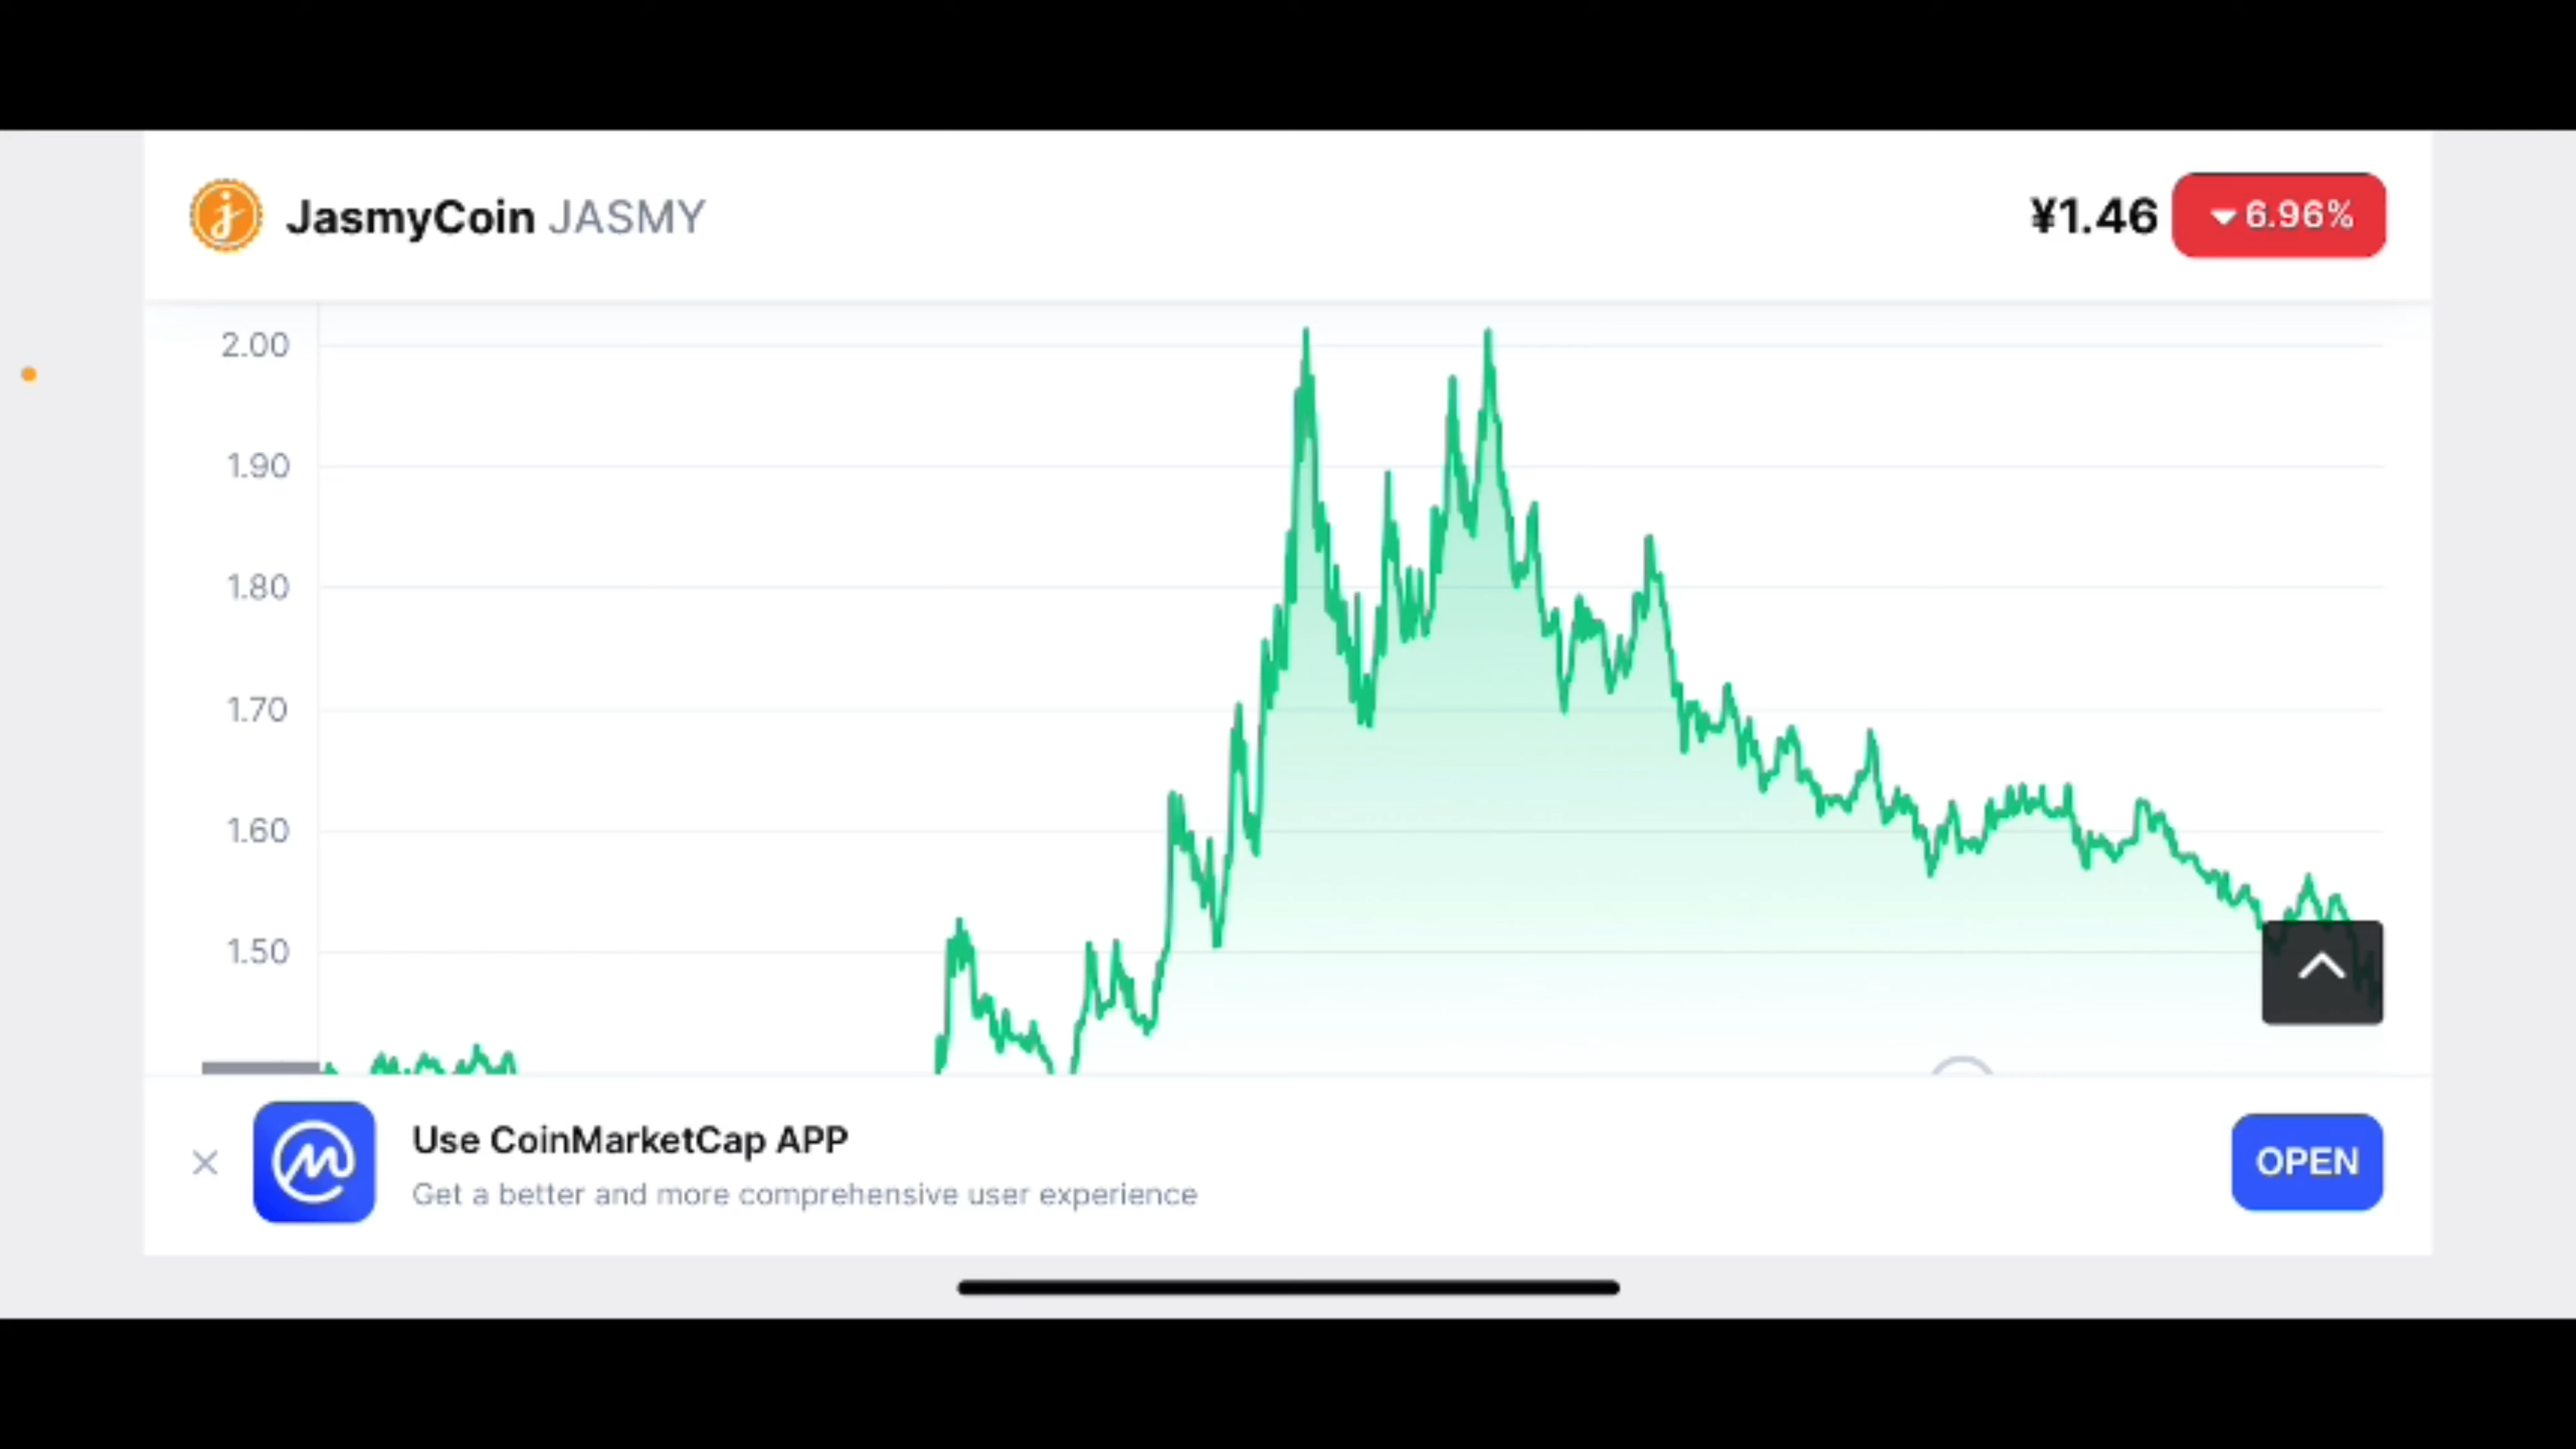 JasmyCoin JASMY
¥1.46 6.96%
2.00
1.90
1.80
1.70
1.60
1.50
Use CoinMarketCap APP
Get a better and more comprehensive user experience
OPEN